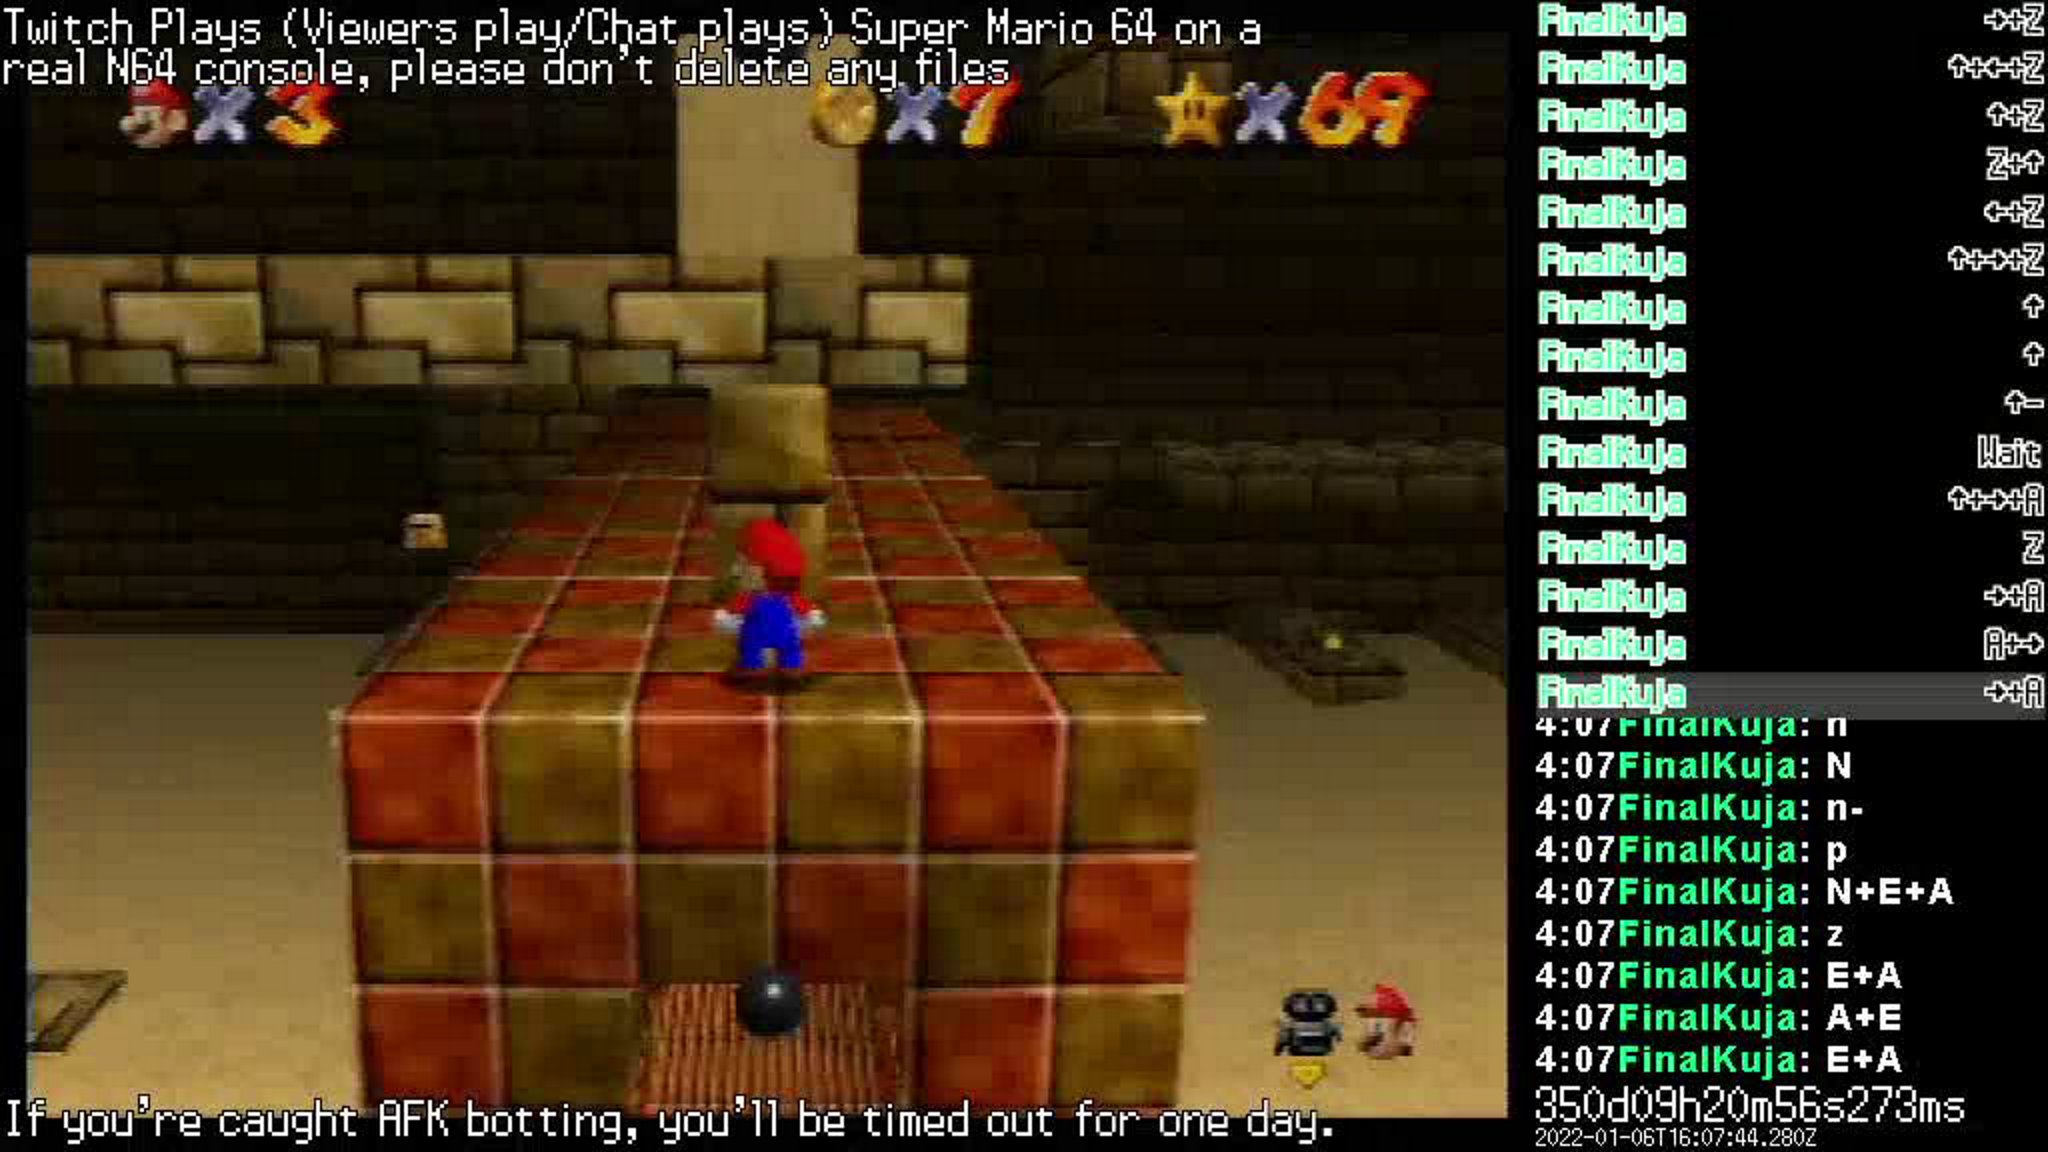 Twitch Plays (Viewers play/Chat plays) Super Mario 64 on a
real N64 console, please don't delete any files
x 3
x 7
x 69
FinalKuja →+Z
FinalKuja ↑+←+Z
FinalKuja ↑+Z
FinalKuja Z+↑
FinalKuja ←+Z
FinalKuja ↑+→+Z
FinalKuja ↑
FinalKuja ↑
FinalKuja ↑-
FinalKuja Wait
FinalKuja ↑+→+A
FinalKuja Z
FinalKuja →+A
FinalKuja A+→
FinalKuja →+A
4:07FinalKuja: n
4:07FinalKuja: N
4:07FinalKuja: n-
4:07FinalKuja: p
4:07FinalKuja: N+E+A
4:07FinalKuja: z
4:07FinalKuja: E+A
4:07FinalKuja: A+E
4:07FinalKuja: E+A
350d09h20m56s273ms
2022-01-06T16:07:44.280Z
If you're caught AFK botting, you'll be timed out for one day.